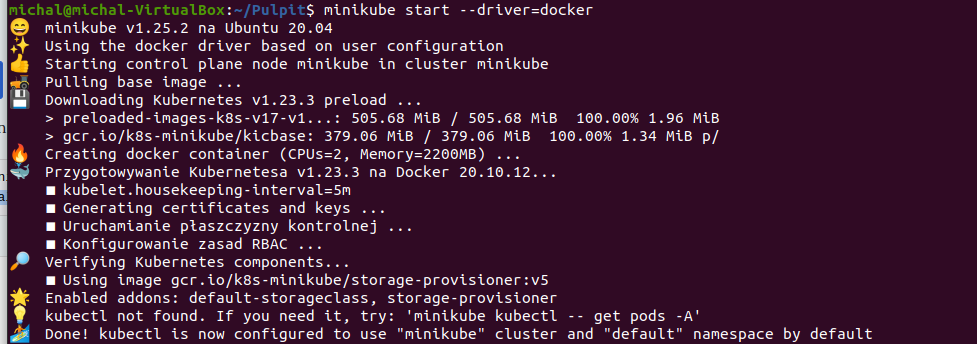 michal@michal-VirtualBox:~/Pulpit$ minikube start --driver=docker
😄 minikube v1.25.2 na Ubuntu 20.04
✨ Using the docker driver based on user configuration
👍 Starting control plane node minikube in cluster minikube
🚜 Pulling base image ...
💾 Downloading Kubernetes v1.23.3 preload ...
> preloaded-images-k8s-v17-v1...: 505.68 MiB / 505.68 MiB 100.00% 1.96 MiB
> gcr.io/k8s-minikube/kicbase: 379.06 MiB / 379.06 MiB 100.00% 1.34 MiB p/
🔥 Creating docker container (CPUs=2, Memory=2200MB) ...
🐳 Przygotowywanie Kubernetesa v1.23.3 na Docker 20.10.12...
▪ kubelet.housekeeping-interval=5m
▪ Generating certificates and keys ...
▪ Uruchamianie płaszczyzny kontrolnej ...
▪ Konfigurowanie zasad RBAC ...
🔎 Verifying Kubernetes components...
▪ Using image gcr.io/k8s-minikube/storage-provisioner:v5
🌟 Enabled addons: default-storageclass, storage-provisioner
💡 kubectl not found. If you need it, try: 'minikube kubectl -- get pods -A'
🏄 Done! kubectl is now configured to use "minikube" cluster and "default" namespace by default